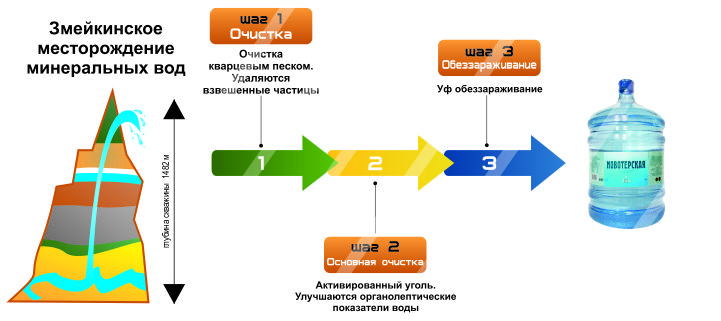 Змейкинское
месторождение
минеральных вод
глубина скважины 1482 м
шаг 1
Очистка
Очистка
кварцевым песком.
Удаляются
взвешенные частицы
1
2
3
шаг 2
Основная очистка
Активированный уголь.
Улучшаются органолептические
показатели воды
шаг 3
Обеззараживание
Уф обеззараживание
НОВОТЕРСКАЯ